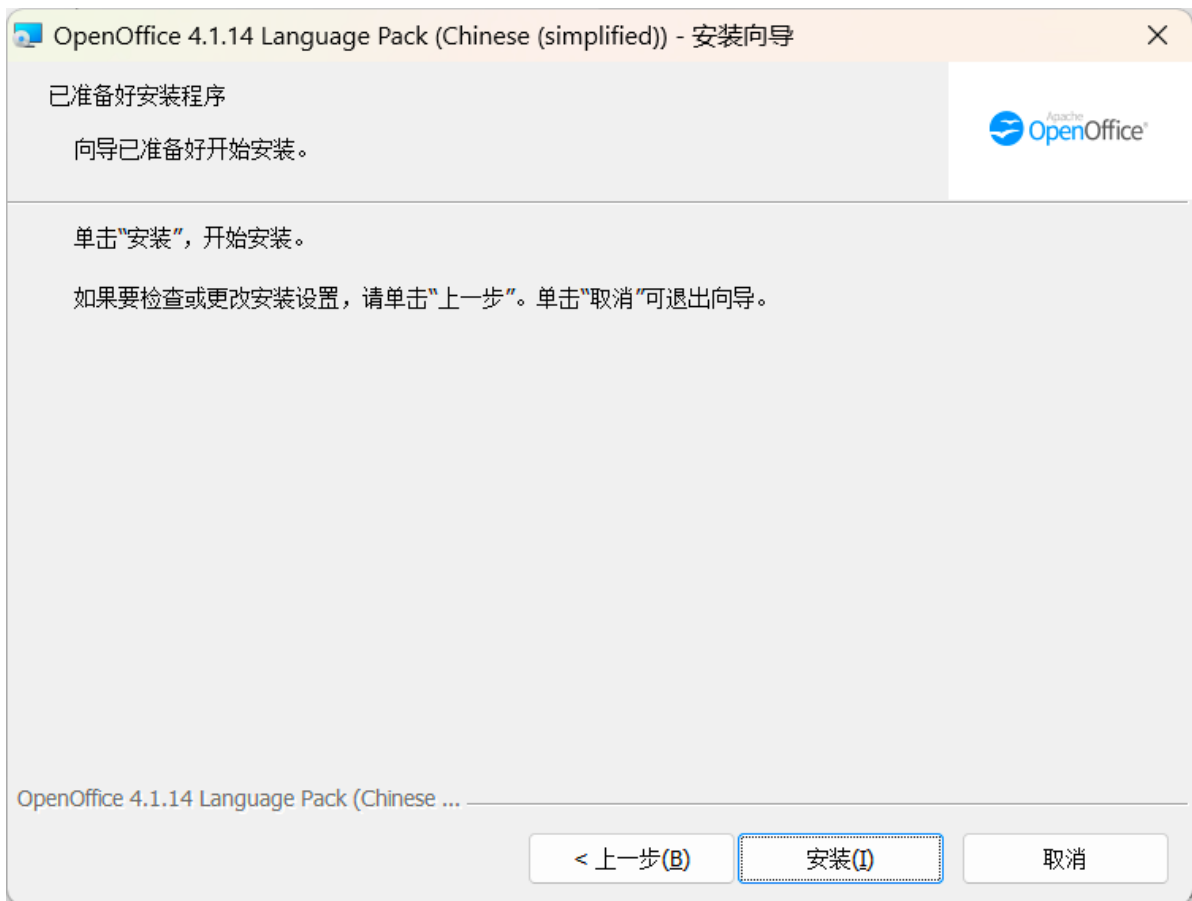 OpenOffice 4.1.14 Language Pack (Chinese (simplified)) - 安装向导
已准备好安装程序
向导已准备好开始安装。
Apache
OpenOffice®
单击“安装”，开始安装。
如果要检查或更改安装设置，请单击“上一步”。单击“取消”可退出向导。
OpenOffice 4.1.14 Language Pack (Chinese ...
< 上一步(B)
安装(I)
取消